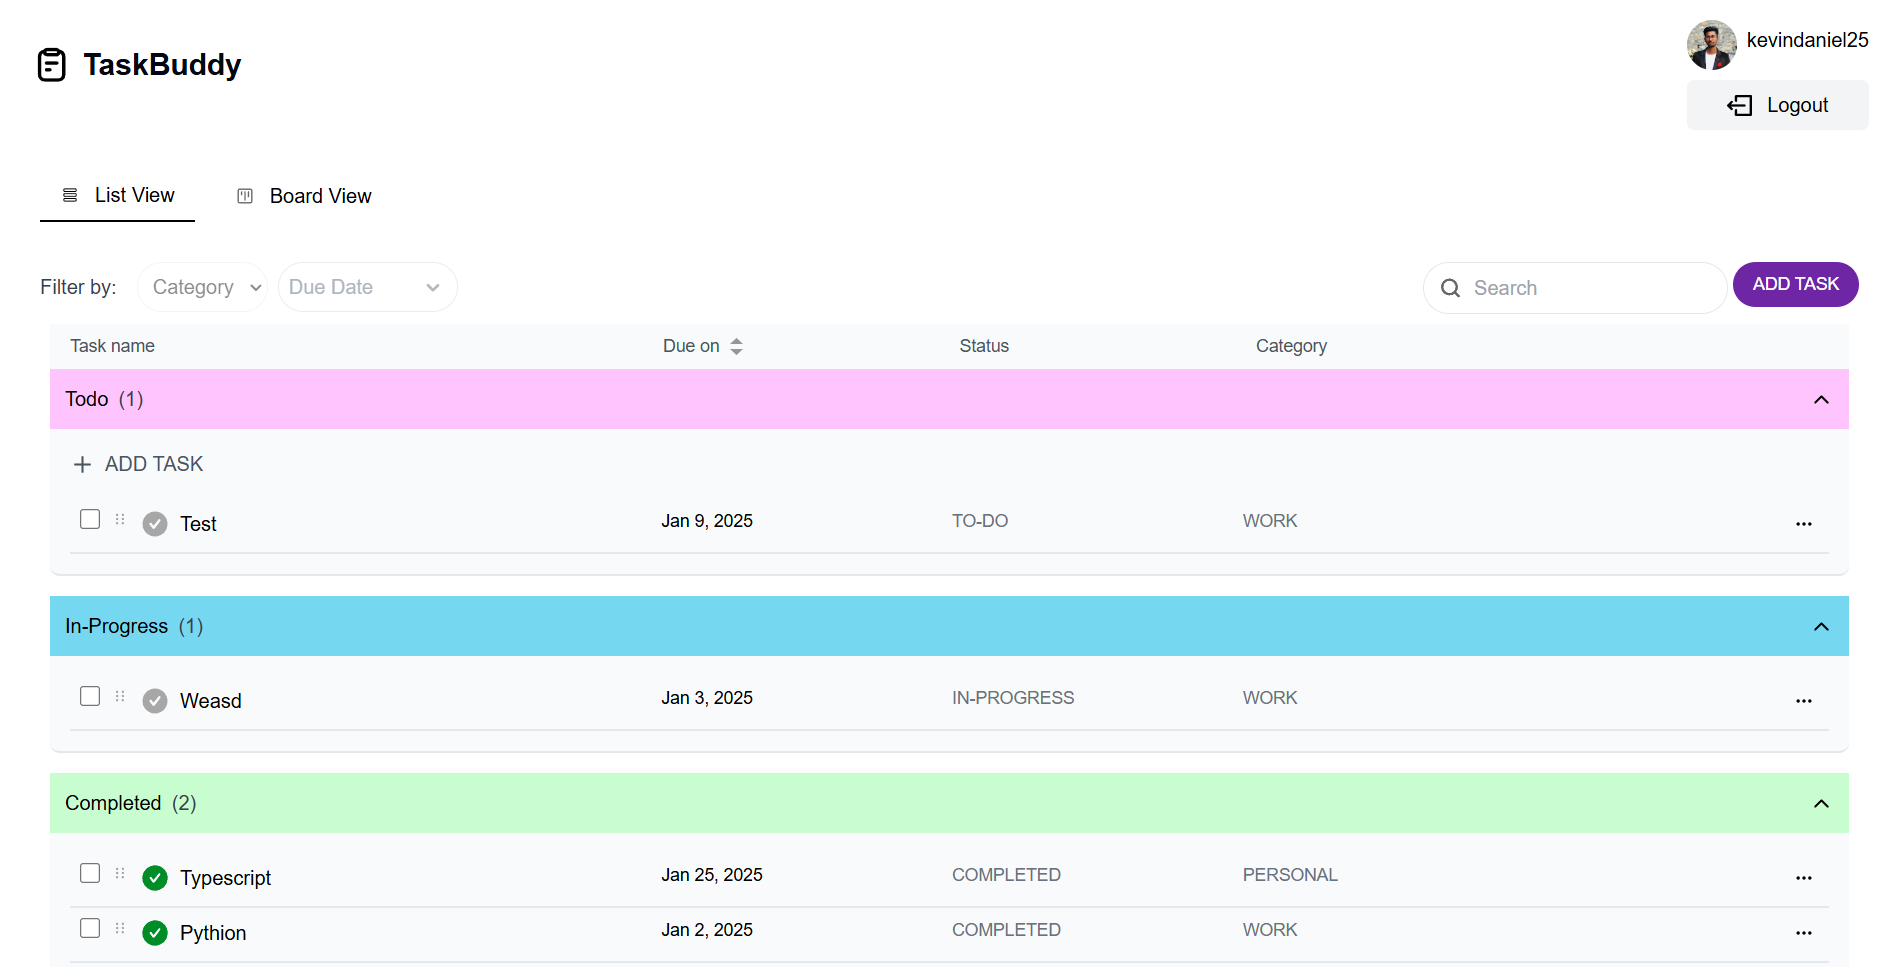 TaskBuddy
kevindaniel25
Logout
List View Board View
Filter by: Category Due Date Search ADD TASK
Task name Due on Status Category
Todo (1)
ADD TASK
Test Jan 9, 2025 TO-DO WORK
In-Progress (1)
Weasd Jan 3, 2025 IN-PROGRESS WORK
Completed (2)
Typescript Jan 25, 2025 COMPLETED PERSONAL
Pythion Jan 2, 2025 COMPLETED WORK